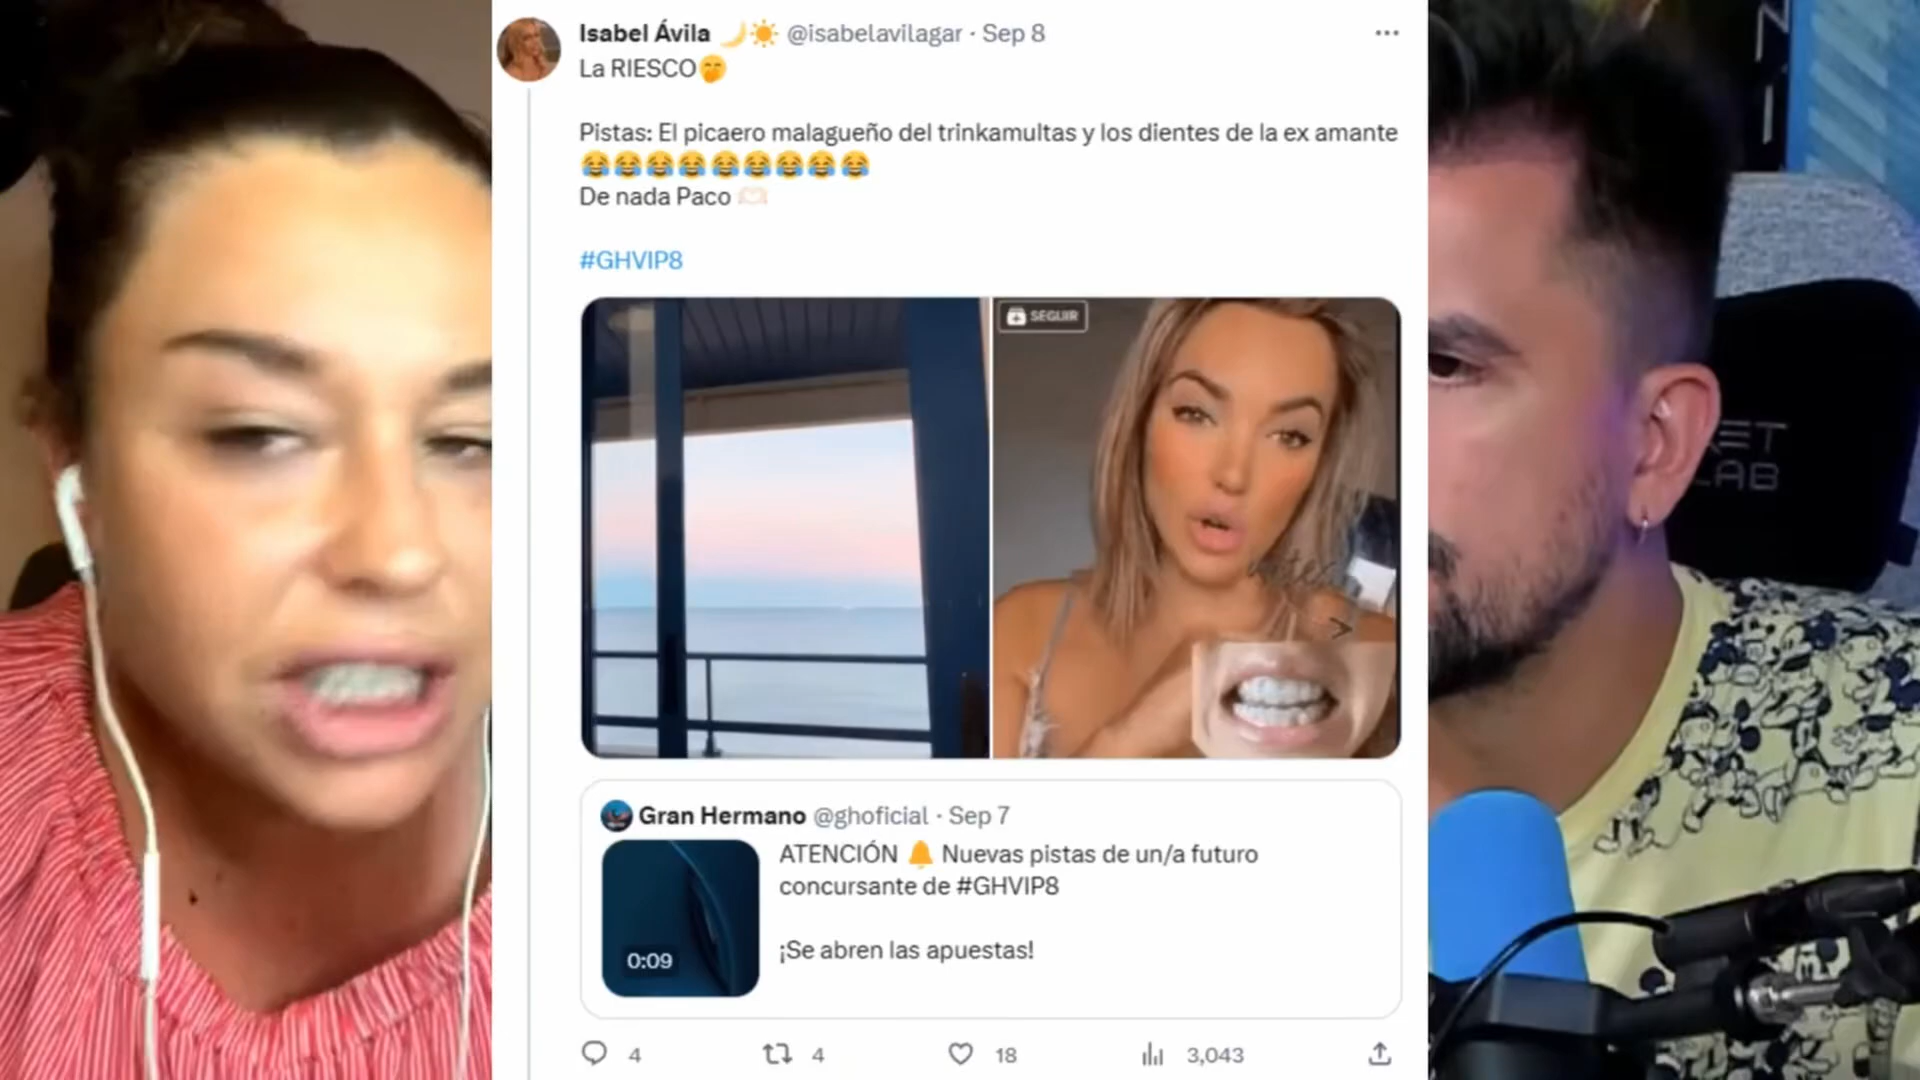 Isabel Ávila 🌙☀️ @isabelavilagar · Sep 8
La RIESCO🤭
Pistas: El picaero malagueño del trinkamultas y los dientes de la ex amante
😂😂😂😂😂😂😂😂😂
De nada Paco 🫶🏻
#GHVIP8
SEGUIR
Gran Hermano @ghoficial · Sep 7
ATENCIÓN 🔔 Nuevas pistas de un/a futuro
concursante de #GHVIP8
¡Se abren las apuestas!
0:09
4
4
18
3,043
LAB